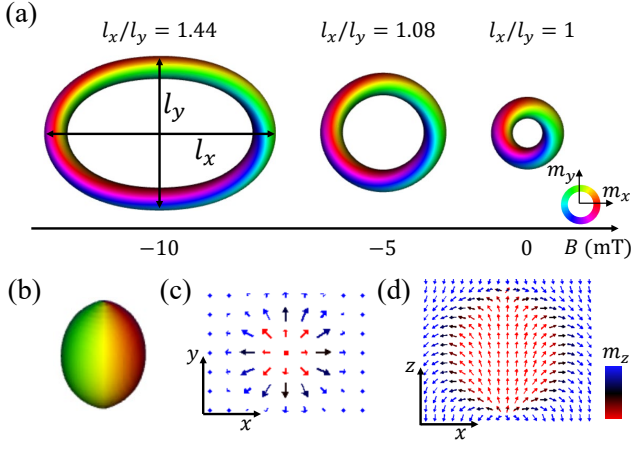 (a)
l_x/l_y = 1.44
l_x/l_y = 1.08
l_x/l_y = 1
l_y
l_x
m_y
m_x
−10
−5
0
B (mT)
(b)
(c)
(d)
y
x
z
x
m_z